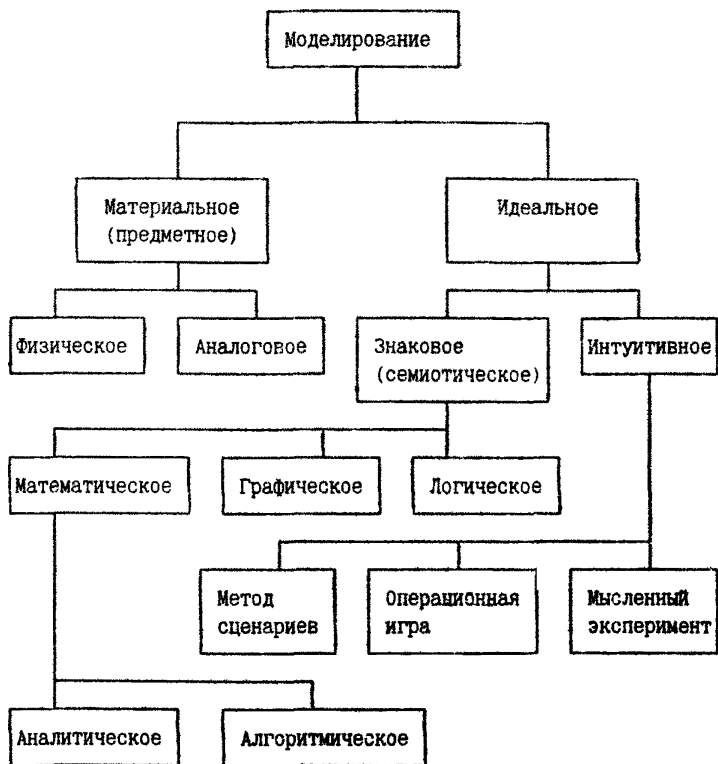 Моделирование
Материальное
(предметное)
Идеальное
Физическое
Аналоговое
Знаковое
(семиотическое)
Интуитивное
Математическое
Графическое
Логическое
Метод
сценариев
Операционная
игра
Мысленный
эксперимент
Аналитическое
Алгоритмическое